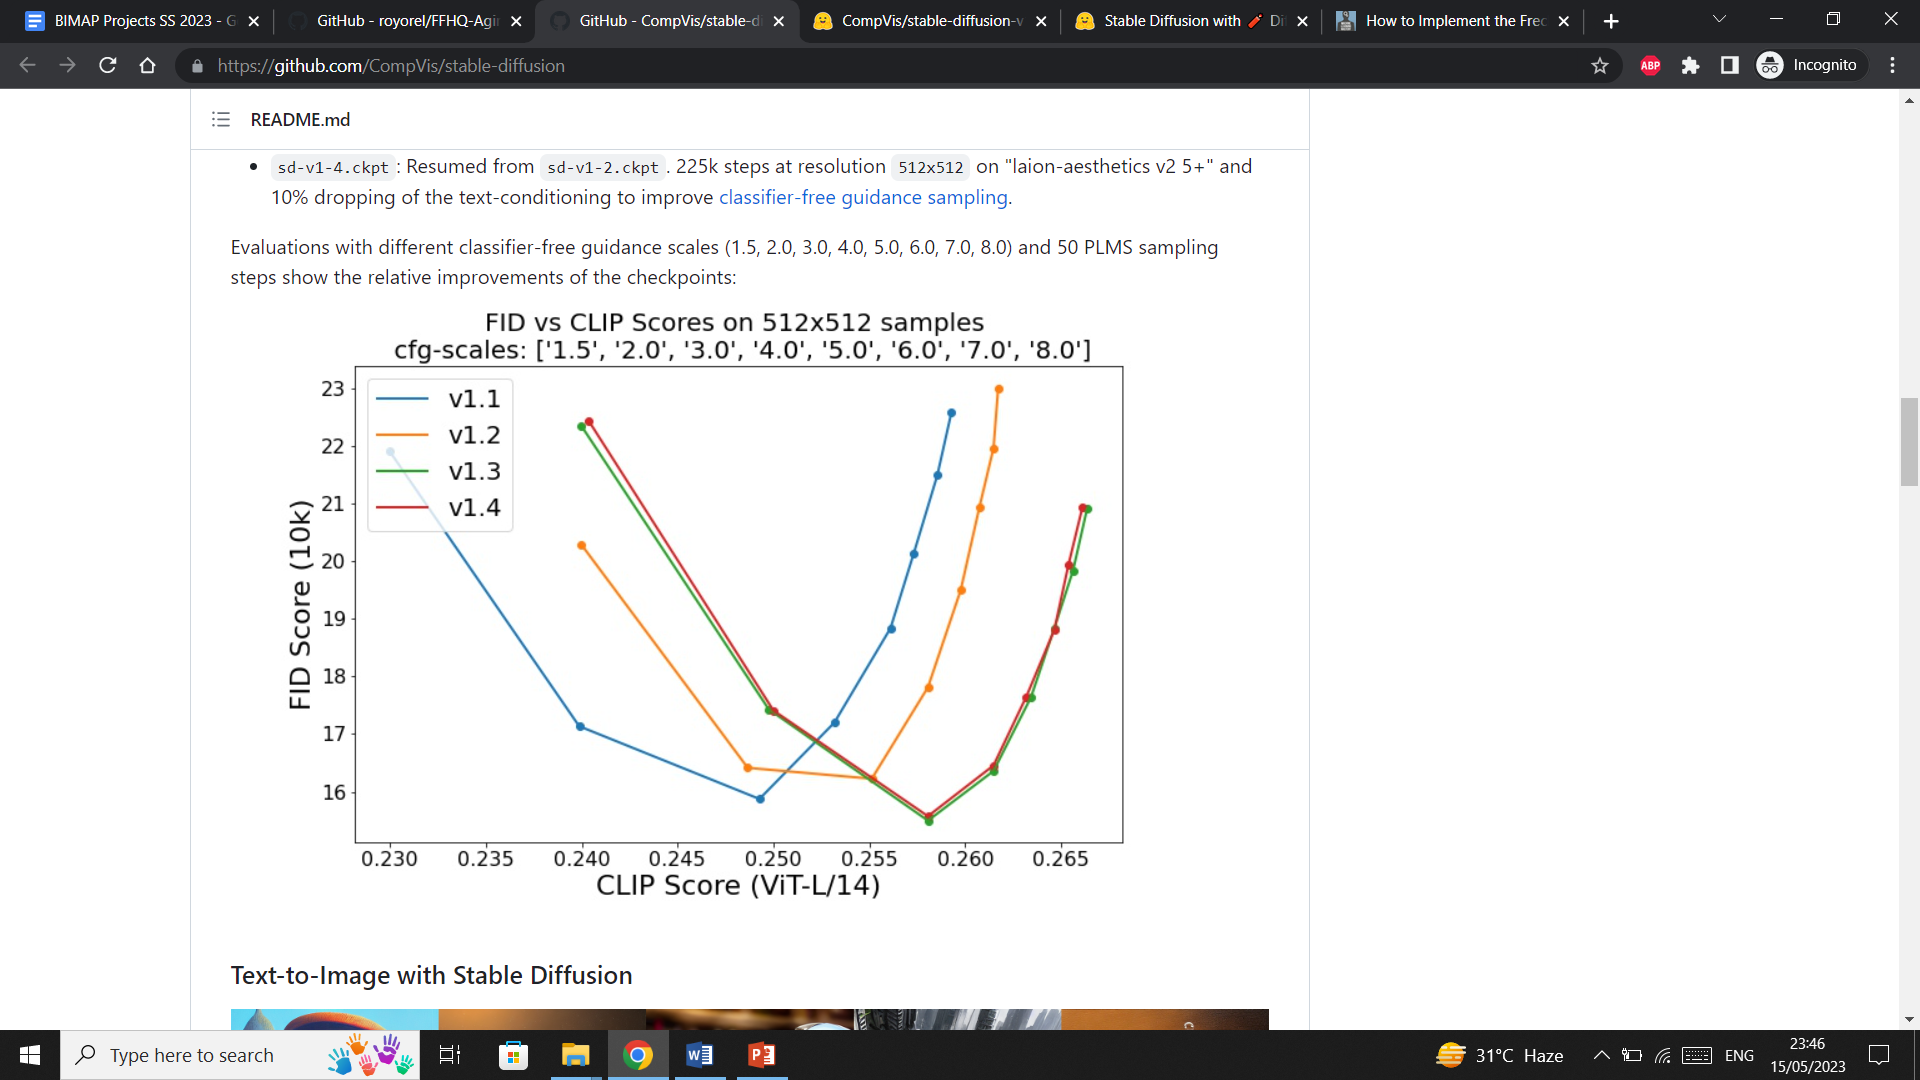 BIMAP Projects SS 2023 - G
GitHub - royorel/FFHQ-Agi
GitHub - CompVis/stable-di
CompVis/stable-diffusion-v
Stable Diffusion with 🧨 Di
How to Implement the Frec
https://github.com/CompVis/stable-diffusion
ABP
Incognito
README.md
• sd-v1-4.ckpt : Resumed from sd-v1-2.ckpt . 225k steps at resolution 512x512 on "laion-aesthetics v2 5+" and
10% dropping of the text-conditioning to improve classifier-free guidance sampling.
Evaluations with different classifier-free guidance scales (1.5, 2.0, 3.0, 4.0, 5.0, 6.0, 7.0, 8.0) and 50 PLMS sampling
steps show the relative improvements of the checkpoints:
FID vs CLIP Scores on 512x512 samples
cfg-scales: ['1.5', '2.0', '3.0', '4.0', '5.0', '6.0', '7.0', '8.0']
v1.1
v1.2
v1.3
v1.4
FID Score (10k)
23
22
21
20
19
18
17
16
0.230 0.235 0.240 0.245 0.250 0.255 0.260 0.265
CLIP Score (ViT-L/14)
Text-to-Image with Stable Diffusion
Type here to search
31°C Haze
ENG
23:46
15/05/2023